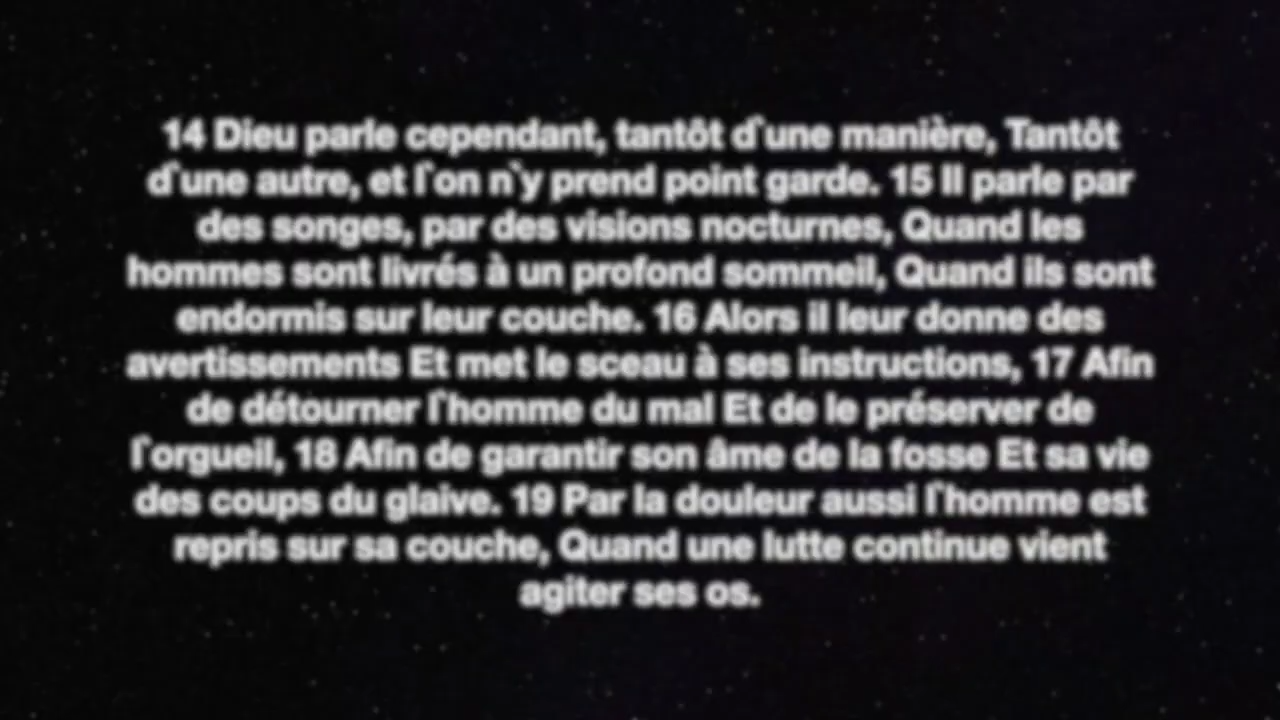 14 Dieu parle cependant, tantôt d`une manière, Tantôt
d`une autre, et l`on n`y prend point garde. 15 Il parle par
des songes, par des visions nocturnes, Quand les
hommes sont livrés à un profond sommeil, Quand ils sont
endormis sur leur couche. 16 Alors il leur donne des
avertissements Et met le sceau à ses instructions, 17 Afin
de détourner l`homme du mal Et de le préserver de
l`orgueil, 18 Afin de garantir son âme de la fosse Et sa vie
des coups du glaive. 19 Par la douleur aussi l`homme est
repris sur sa couche, Quand une lutte continue vient
agiter ses os.